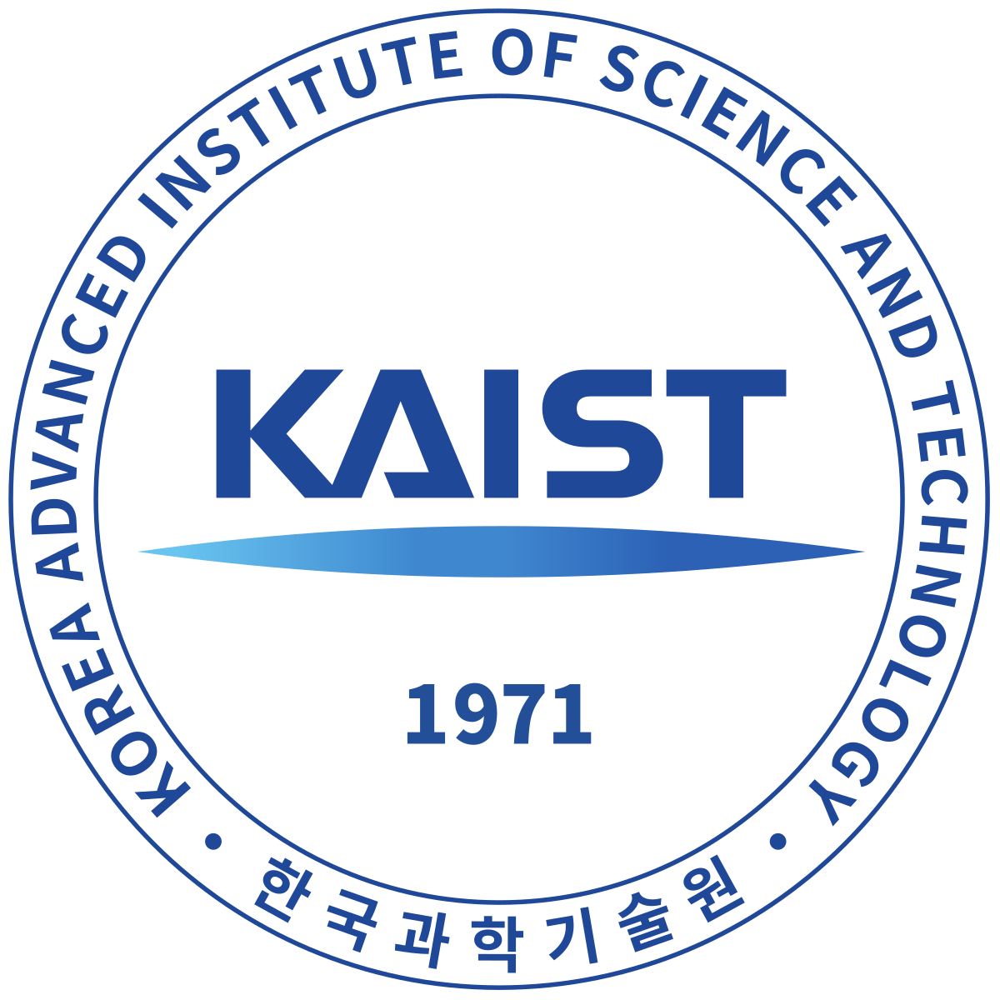 KOREA ADVANCED INSTITUTE OF SCIENCE AND TECHNOLOGY
KAIST
1971
• 한국과학기술원 •